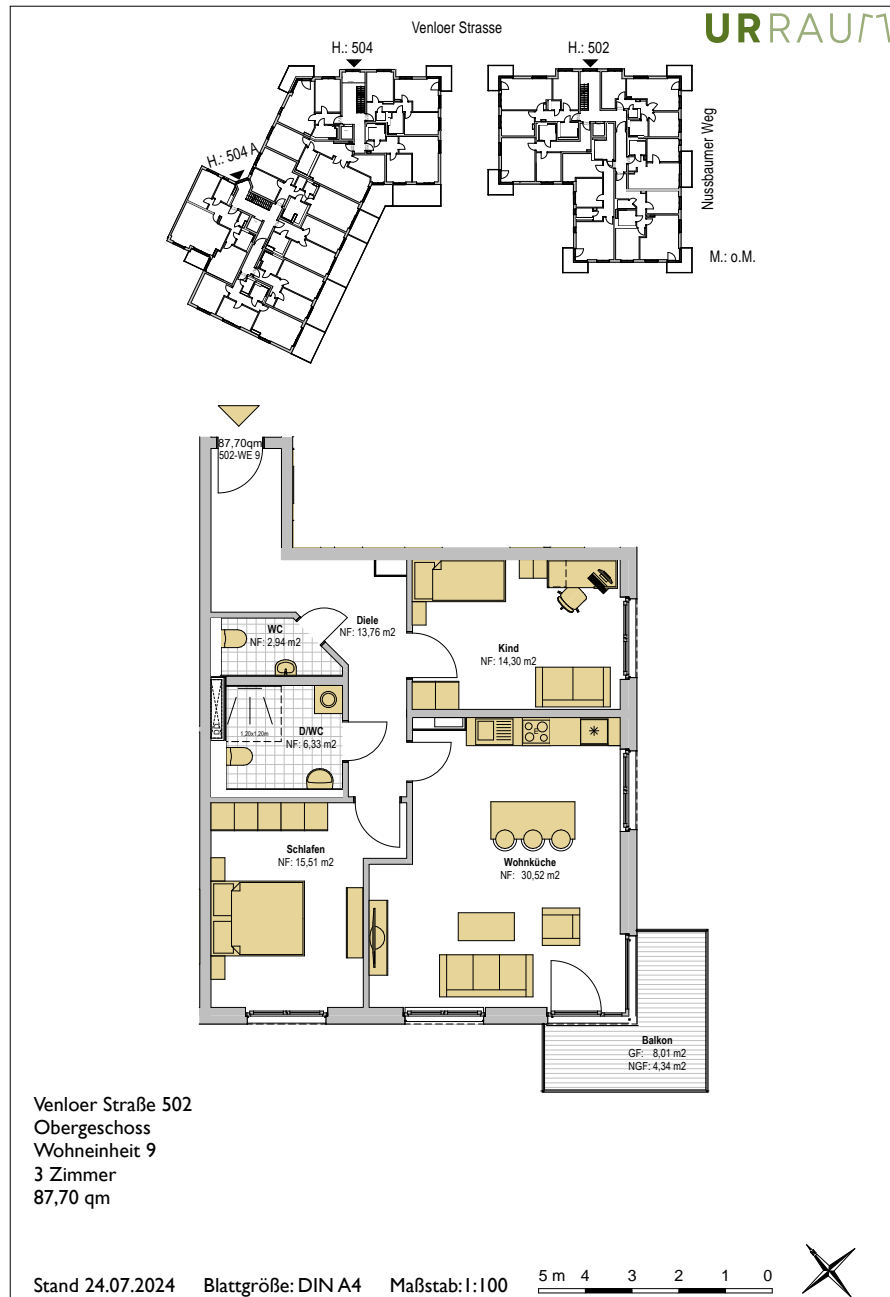 Venloer Strasse
URRAUM
H.: 504
H.: 502
H.: 504 A
Nussbaumer Weg
M.: o.M.
87,70qm
502-WE 9
WC
NF: 2,94 m2
Diele
NF: 13,76 m2
Kind
NF: 14,30 m2
1.20x1.20m
D/WC
NF: 6,33 m2
Schlafen
NF: 15,51 m2
Wohnküche
NF: 30,52 m2
Balkon
GF: 8,01 m2
NGF: 4,34 m2
Venloer Straße 502
Obergeschoss
Wohneinheit 9
3 Zimmer
87,70 qm
Stand 24.07.2024 Blattgröße: DIN A4 Maßstab:1:100 5 m 4 3 2 1 0